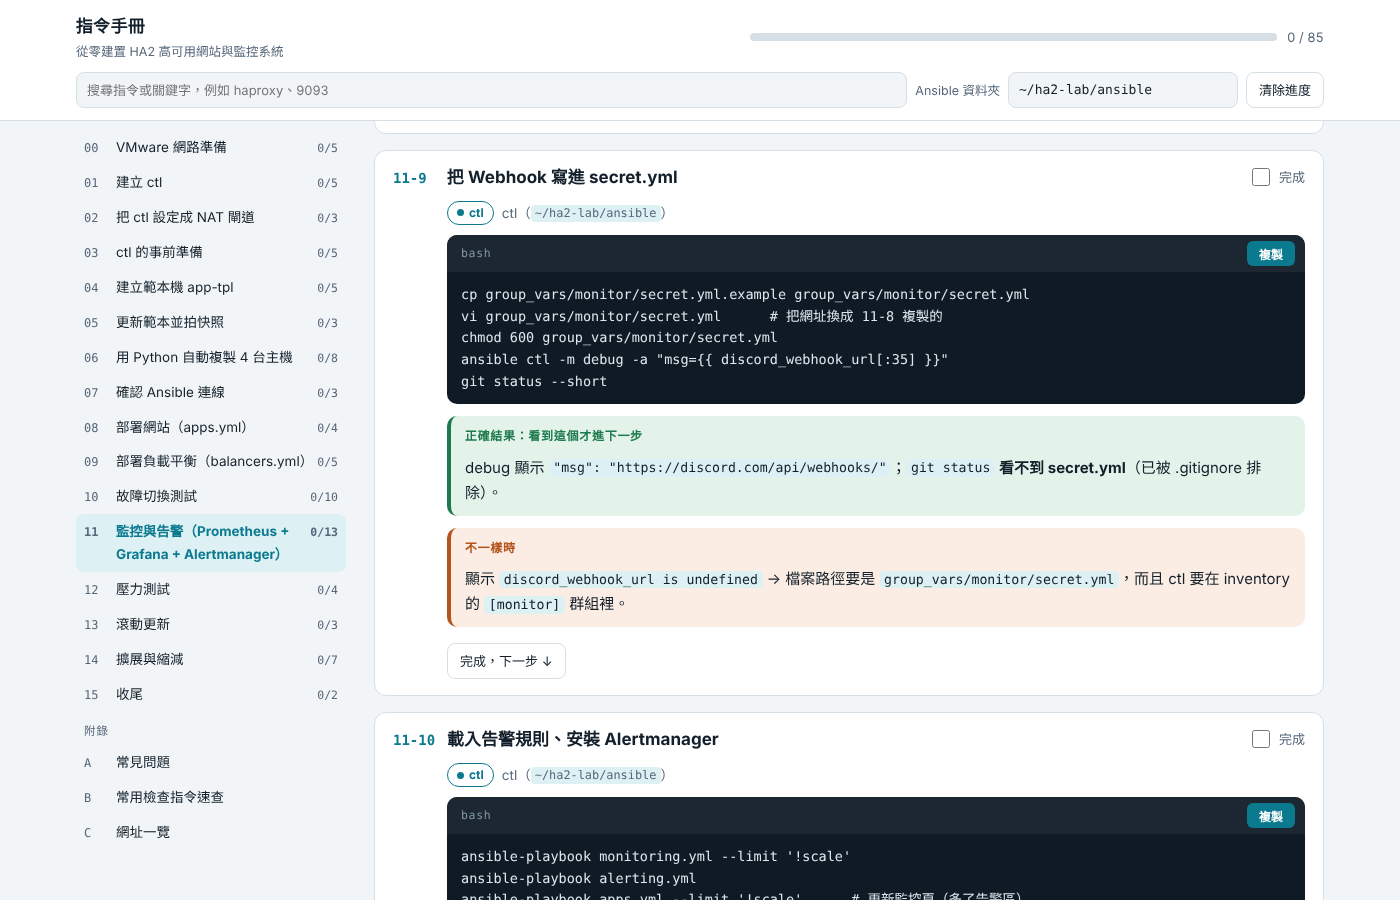 指令手冊
從零建置 HA2 高可用網站與監控系統
0 / 85
搜尋指令或關鍵字，例如 haproxy、9093
Ansible 資料夾
~/ha2-lab/ansible
清除進度
00 VMware 網路準備 0/5
01 建立 ctl 0/5
02 把 ctl 設定成 NAT 閘道 0/3
03 ctl 的事前準備 0/5
04 建立範本機 app-tpl 0/5
05 更新範本並拍快照 0/3
06 用 Python 自動複製 4 台主機 0/8
07 確認 Ansible 連線 0/3
08 部署網站（apps.yml） 0/4
09 部署負載平衡（balancers.yml） 0/5
10 故障切換測試 0/10
11 監控與告警（Prometheus + 0/13
Grafana + Alertmanager）
12 壓力測試 0/4
13 滾動更新 0/3
14 擴展與縮減 0/7
15 收尾 0/2
附錄
A 常見問題
B 常用檢查指令速查
C 網址一覽
11-9 把 Webhook 寫進 secret.yml 完成
ctl ctl（~/ha2-lab/ansible）
bash 複製
cp group_vars/monitor/secret.yml.example group_vars/monitor/secret.yml
vi group_vars/monitor/secret.yml # 把網址換成 11-8 複製的
chmod 600 group_vars/monitor/secret.yml
ansible ctl -m debug -a "msg={{ discord_webhook_url[:35] }}"
git status --short
正確結果：看到這個才進下一步
debug 顯示 "msg": "https://discord.com/api/webhooks/"；git status 看不到 secret.yml（已被 .gitignore 排
除）。
不一樣時
顯示 discord_webhook_url is undefined → 檔案路徑要是 group_vars/monitor/secret.yml，而且 ctl 要在 inventory
的 [monitor] 群組裡。
完成，下一步 ↓
11-10 載入告警規則、安裝 Alertmanager 完成
ctl ctl（~/ha2-lab/ansible）
bash 複製
ansible-playbook monitoring.yml --limit '!scale'
ansible-playbook alerting.yml
ansible-playbook apps.yml --limit '!scale' # 更新監控頁（多了告警區）